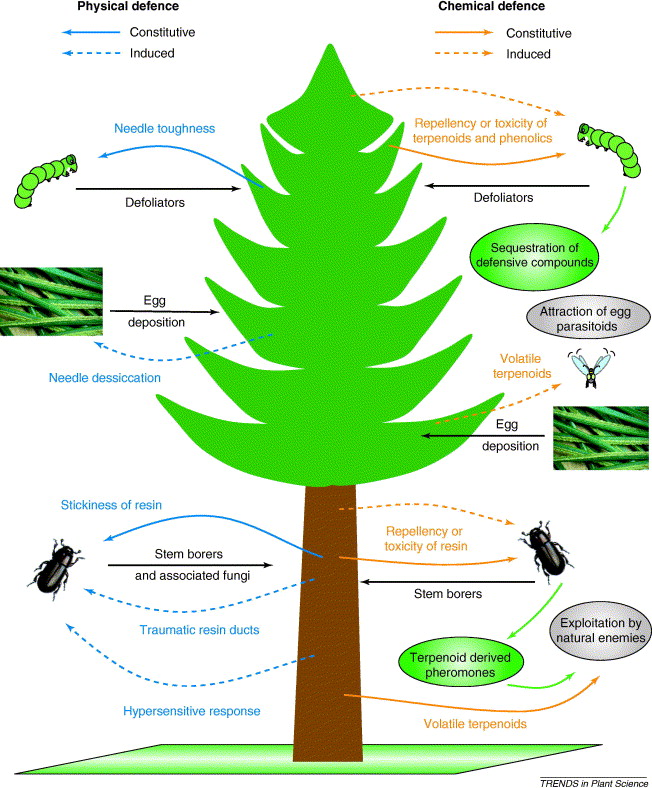 Physical defence
Constitutive
Induced
Chemical defence
Constitutive
Induced
Needle toughness
Repellency or toxicity of
terpenoids and phenolics
Defoliators
Defoliators
Sequestration of
defensive compounds
Egg
deposition
Attraction of egg
parasitoids
Volatile
terpenoids
Needle dessiccation
Egg
deposition
Stickiness of resin
Repellency or
toxicity of resin
Stem borers
and associated fungi
Stem borers
Traumatic resin ducts
Exploitation by
natural enemies
Terpenoid derived
pheromones
Hypersensitive response
Volatile terpenoids
TRENDS in Plant Science